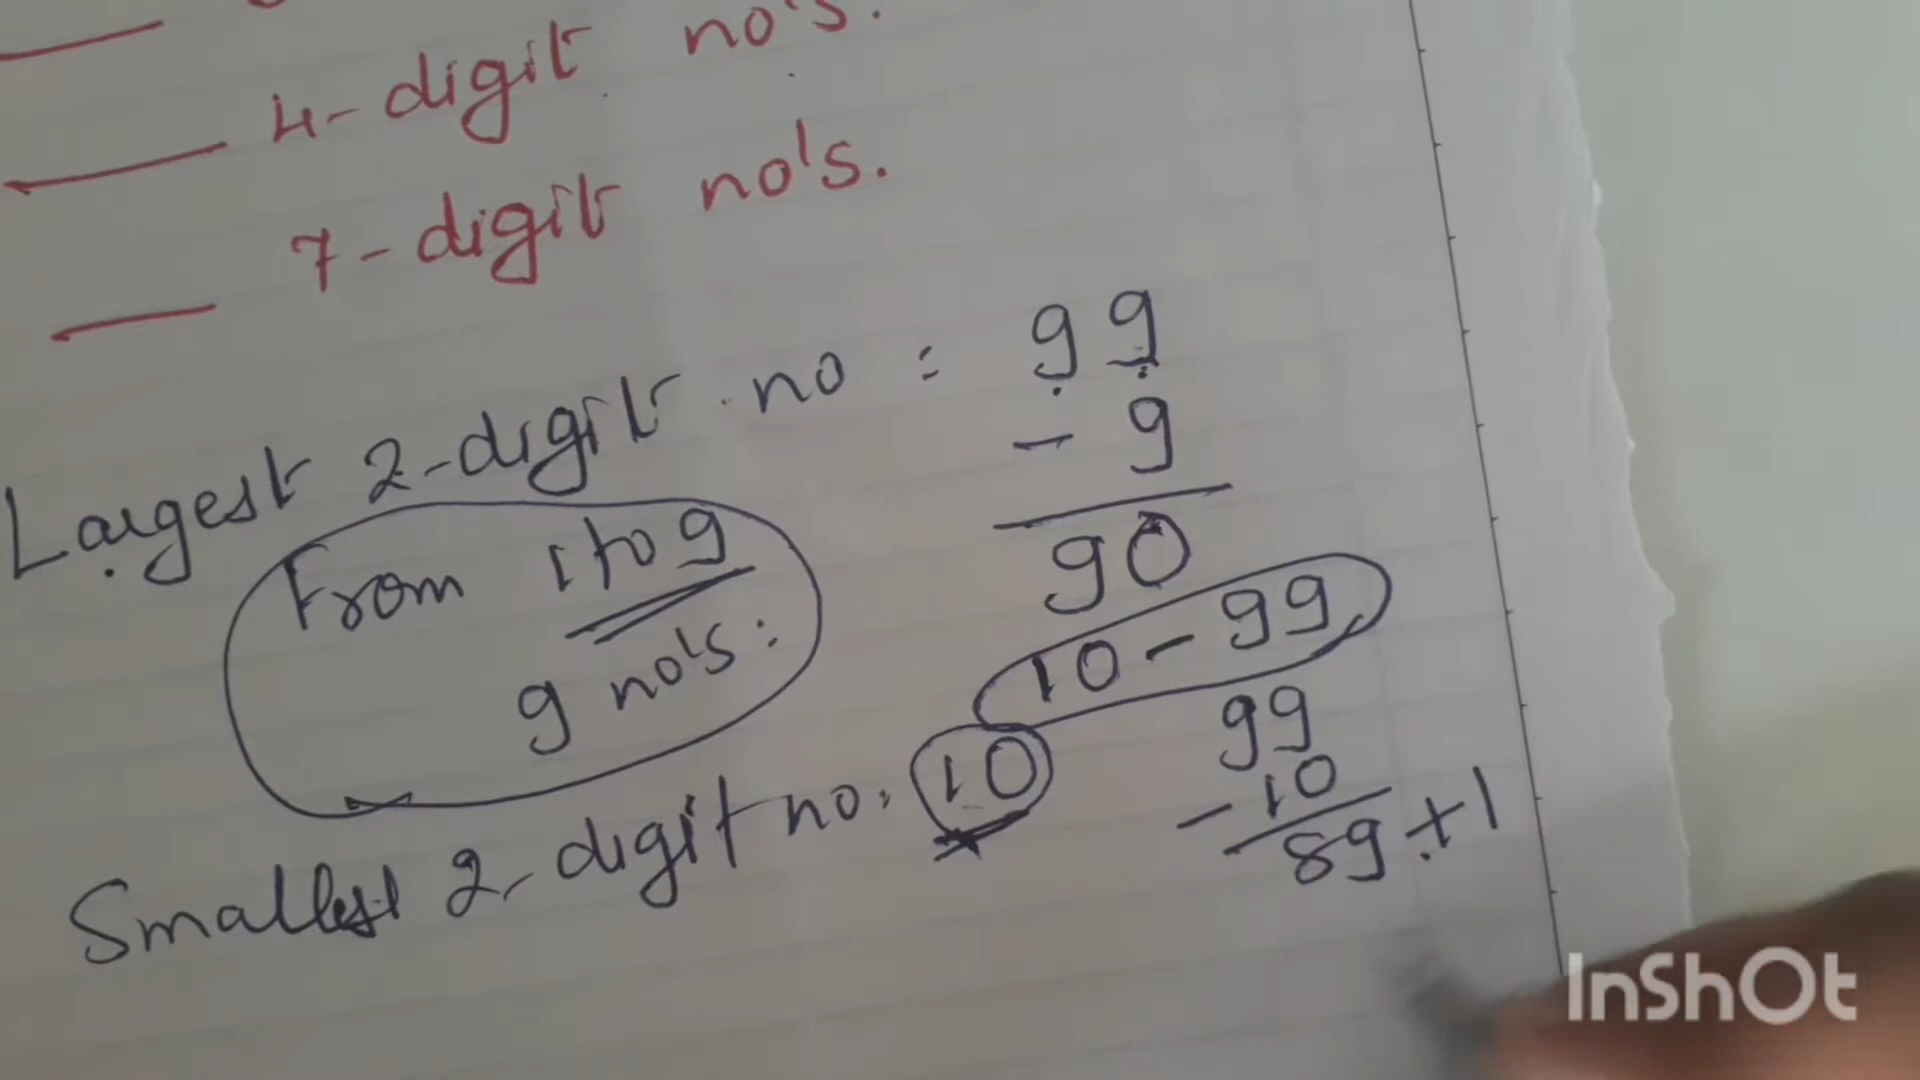 4-digit no's.
7-digit no's.
Largest 2-digit no : 99
- 9
90
From 1 to 9
9 no's:
10 - 99
Smallest 2-digit no: 10
99
- 10
89 + 1
InShOt